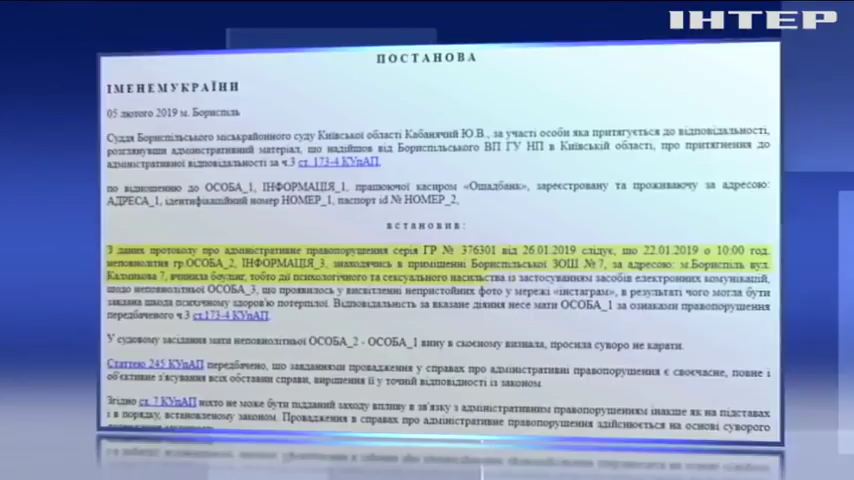 ІНТЕР
ПОСТАНОВА
ІМЕНЕМУКРАЇНИ
05 лютого 2019 м. Бориспіль
Суддя Бориспільського міськрайонного суду Київської області Кабанячий Ю.В., за участі особи яка притягується до відповідальності,
розглянувши адміністративний матеріал, що надійшов від Бориспільського ВП ГУ НП в Київській області, про притягнення до
адміністративної відповідальності за ч.3 ст. 173-4 КУпАП,
по відношенню до ОСОБА_1, ІНФОРМАЦІЯ_1, працюючої касиром «Ощадбанк», зареєстровану та проживаючу за адресою:
АДРЕСА_1, ідентифікаційний номер НОМЕР_1, паспорт id № НОМЕР_2,
встановив:
З даних протоколу про адміністративне правопорушення серія ГР № 376301 від 26.01.2019 слідує, що 22.01.2019 о 10:00 год.
неповнолітня гр.ОСОБА_2, ІНФОРМАЦІЯ_3, знаходячись в приміщенні Бориспільської ЗОШ №7, за адресою: м.Бориспіль вул.
Калмикова 7, вчинила боулінг, тобто дії психологічного та сексуального насильства із застосуванням засобів електронних комунікацій,
щодо неповнолітньої ОСОБА_3, що проявилось у висвітленні непристойних фото у мережі «інстаграм», в результаті чого могла бути
завдана шкода психічному здоров'ю потерпілої. Відповідальність за вказане діяння несе мати ОСОБА_1 за ознаками правопорушення
передбаченого ч.3 ст.173-4 КУпАП.
У судовому засіданні мати неповнолітньої ОСОБА_2 - ОСОБА_1 вину в скоєному визнала, просила суворо не карати.
Статтею 245 КУпАП передбачено, що завданнями провадження у справах про адміністративні правопорушення є своєчасне, повне і
об'єктивне з'ясування всіх обставин справи, вирішення її у точній відповідності із законом.
Згідно ст. 7 КУпАП ніхто не може бути підданий заходу впливу в зв'язку з адміністративним правопорушенням інакше як на підставах
і в порядку, встановленому законом. Провадження в справах про адміністративне правопорушення здійснюється на основі суворого